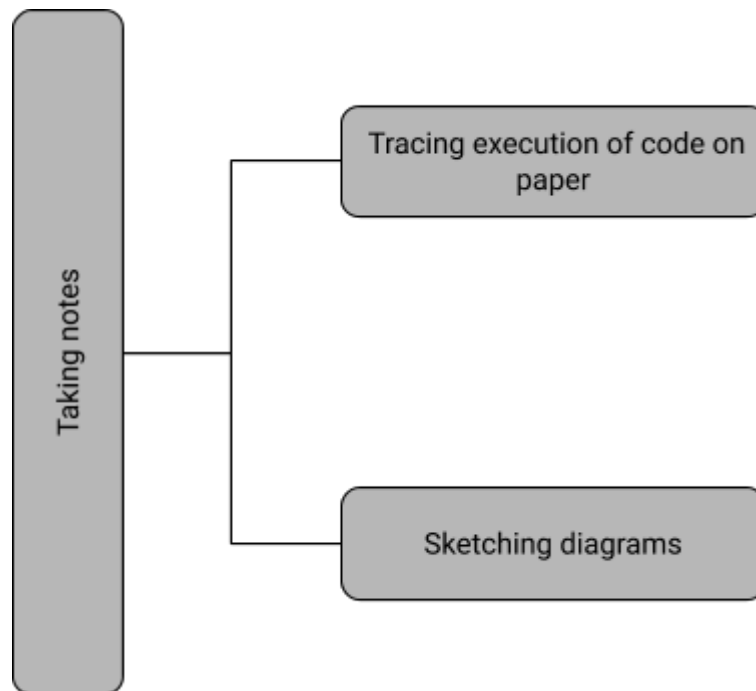 Taking notes
Tracing execution of code on
paper
Sketching diagrams